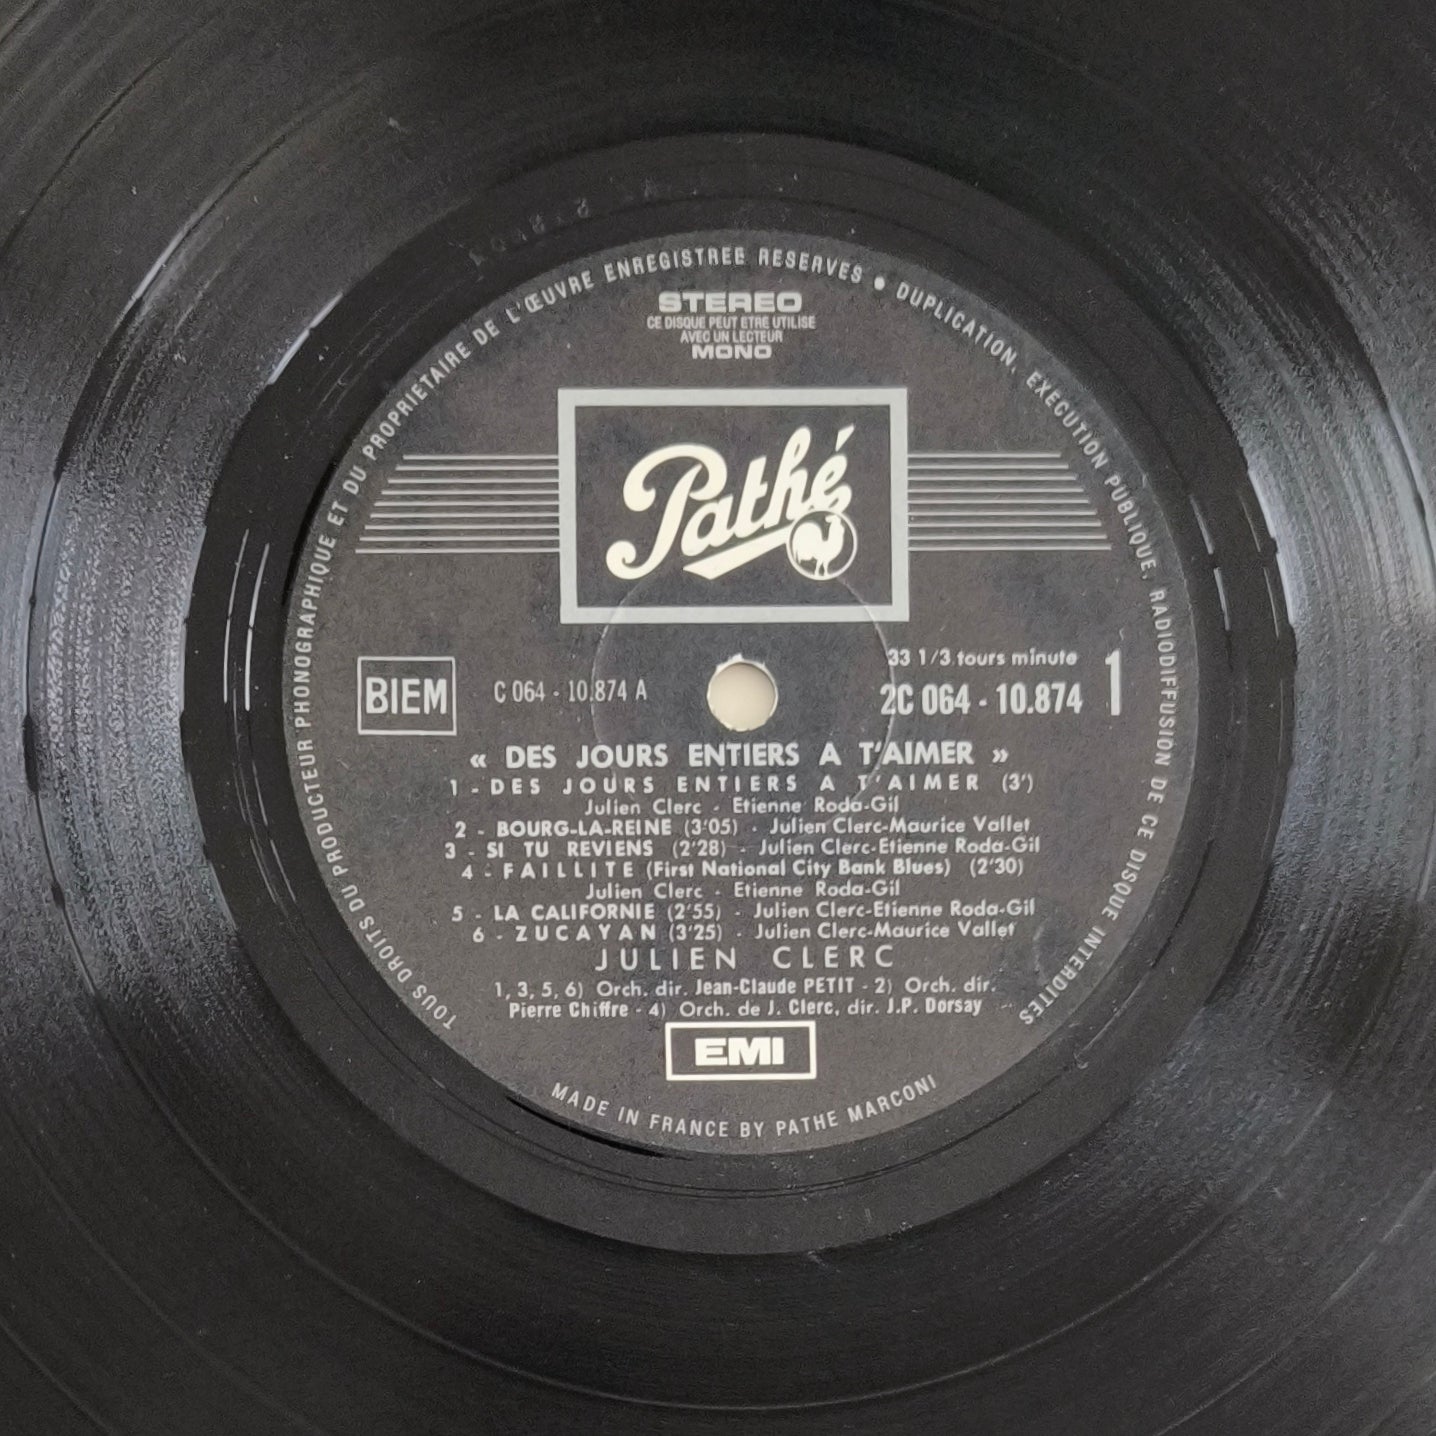 TOUS DROITS DU PRODUCTEUR PHONOGRAPHIQUE ET DU PROPRIETAIRE DE L'ŒUVRE ENREGISTREE RESERVES • DUPLICATION, EXECUTION PUBLIQUE, RADIODIFFUSION DE CE DISQUE INTERDITES
STEREO
CE DISQUE PEUT ETRE UTILISE
AVEC UN LECTEUR
MONO
Pathé
33 1/3 tours minute
BIEM C 064 - 10.874 A 2C 064 - 10.874 1
« DES JOURS ENTIERS A T'AIMER »
1 - DES JOURS ENTIERS A T'AIMER (3')
Julien Clerc - Etienne Roda-Gil
2 - BOURG-LA-REINE (3'05) - Julien Clerc-Maurice Vallet
3 - SI TU REVIENS (2'28) - Julien Clerc-Etienne Roda-Gil
4 - FAILLITE (First National City Bank Blues) (2'30)
Julien Clerc - Etienne Roda-Gil
5 - LA CALIFORNIE (2'55) - Julien Clerc-Etienne Roda-Gil
6 - ZUCAYAN (3'25) - Julien Clerc-Maurice Vallet
JULIEN CLERC
1, 3, 5, 6) Orch. dir. Jean-Claude PETIT - 2) Orch. dir.
Pierre Chiffre - 4) Orch. de J. Clerc, dir. J.P. Dorsay
EMI
MADE IN FRANCE BY PATHE MARCONI